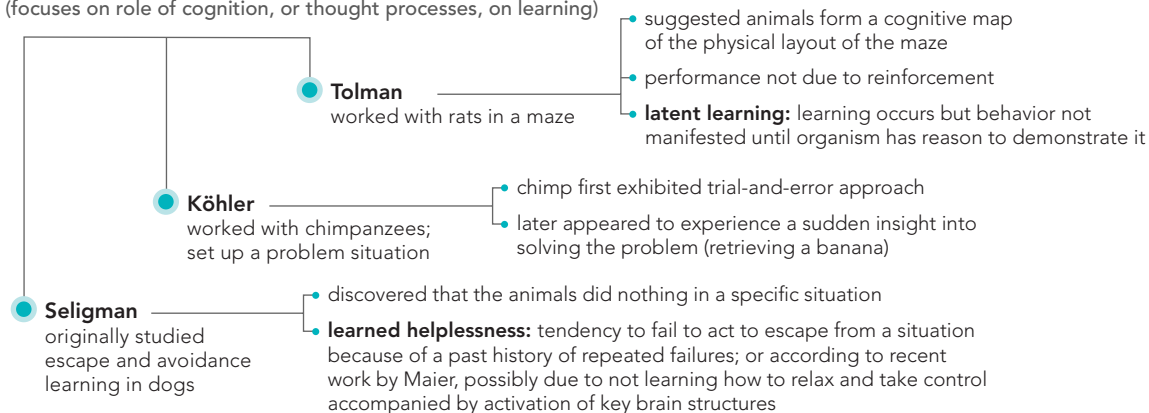 (focuses on role of cognition, or thought processes, on learning)
Tolman
worked with rats in a maze
suggested animals form a cognitive map
of the physical layout of the maze
performance not due to reinforcement
latent learning: learning occurs but behavior not
manifested until organism has reason to demonstrate it
Köhler
worked with chimpanzees;
set up a problem situation
chimp first exhibited trial-and-error approach
later appeared to experience a sudden insight into
solving the problem (retrieving a banana)
Seligman
originally studied
escape and avoidance
learning in dogs
discovered that the animals did nothing in a specific situation
learned helplessness: tendency to fail to act to escape from a situation
because of a past history of repeated failures; or according to recent
work by Maier, possibly due to not learning how to relax and take control
accompanied by activation of key brain structures